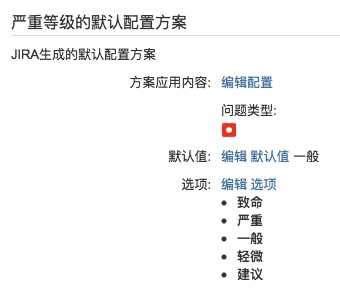 严重等级的默认配置方案
JIRA生成的默认配置方案
方案应用内容: 编辑配置
问题类型:
默认值: 编辑 默认值 一般
选项: 编辑 选项
• 致命
• 严重
• 一般
• 轻微
• 建议